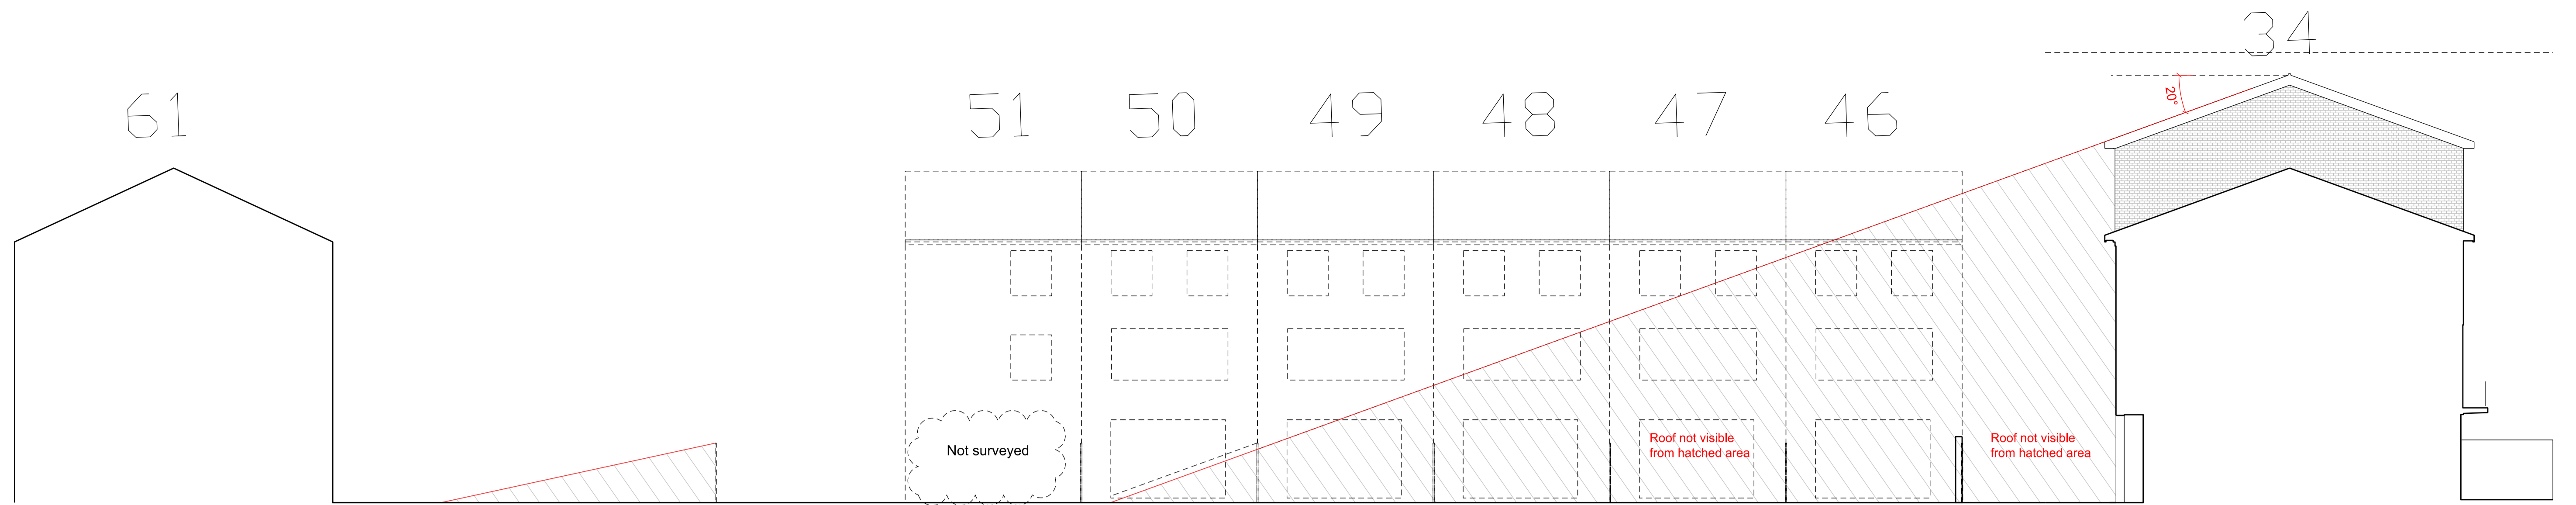 34
20°
61 51 50 49 48 47 46
Not surveyed
Roof not visible
from hatched area
Roof not visible
from hatched area